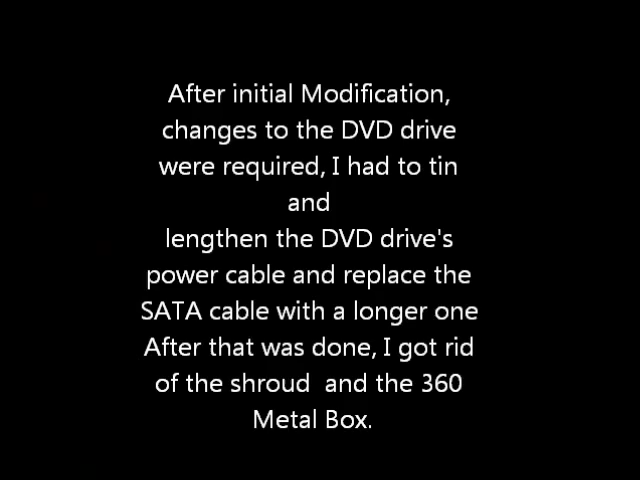 After initial Modification,
changes to the DVD drive
were required, I had to tin
and
lengthen the DVD drive's
power cable and replace the
SATA cable with a longer one
After that was done, I got rid
of the shroud  and the 360
Metal Box.